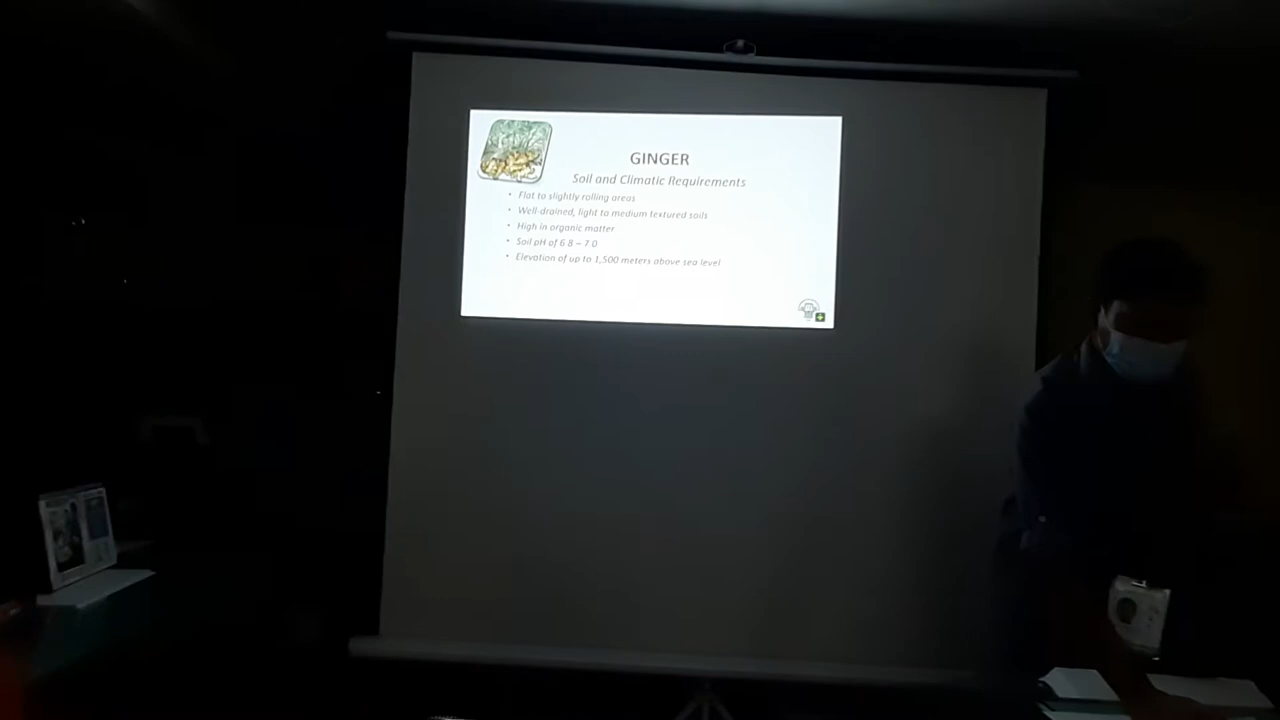 GINGER
Soil and Climatic Requirements
• Flat to slightly rolling areas
• Well-drained, light to medium textured soils
• High in organic matter
• Soil pH of 6.8 – 7.0
• Elevation of up to 1,500 meters above sea level